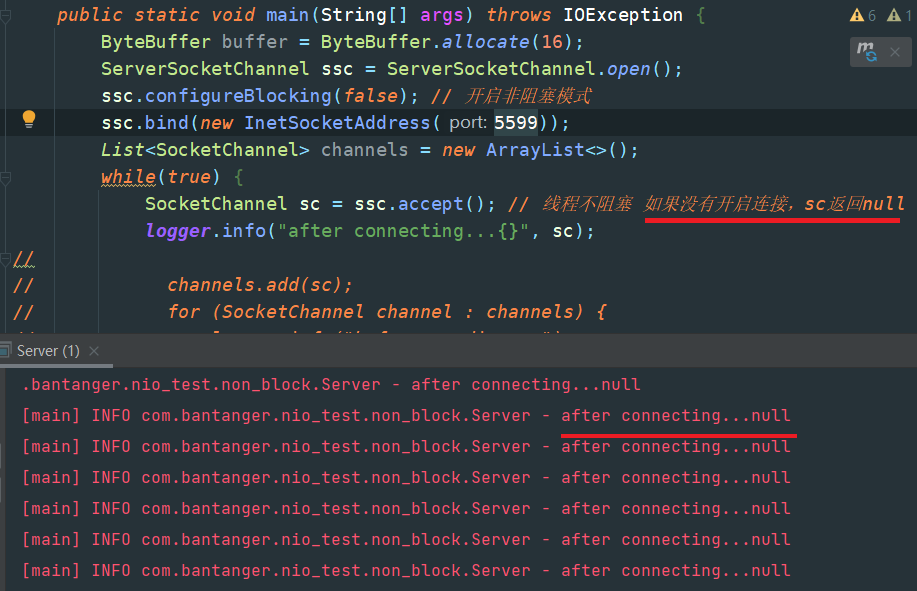 public static void main(String[] args) throws IOException {
6 1
ByteBuffer buffer = ByteBuffer.allocate(16);
ServerSocketChannel ssc = ServerSocketChannel.open();
ssc.configureBlocking(false); // 开启非阻塞模式
ssc.bind(new InetSocketAddress( port: 5599));
List<SocketChannel> channels = new ArrayList<>();
while(true) {
SocketChannel sc = ssc.accept(); // 线程不阻塞 如果没有开启连接，sc返回null
logger.info("after connecting...{}", sc);
//
// channels.add(sc);
// for (SocketChannel channel : channels) {
Server (1)
.bantanger.nio_test.non_block.Server - after connecting...null
[main] INFO com.bantanger.nio_test.non_block.Server - after connecting...null
[main] INFO com.bantanger.nio_test.non_block.Server - after connecting...null
[main] INFO com.bantanger.nio_test.non_block.Server - after connecting...null
[main] INFO com.bantanger.nio_test.non_block.Server - after connecting...null
[main] INFO com.bantanger.nio_test.non_block.Server - after connecting...null
[main] INFO com.bantanger.nio_test.non_block.Server - after connecting...null